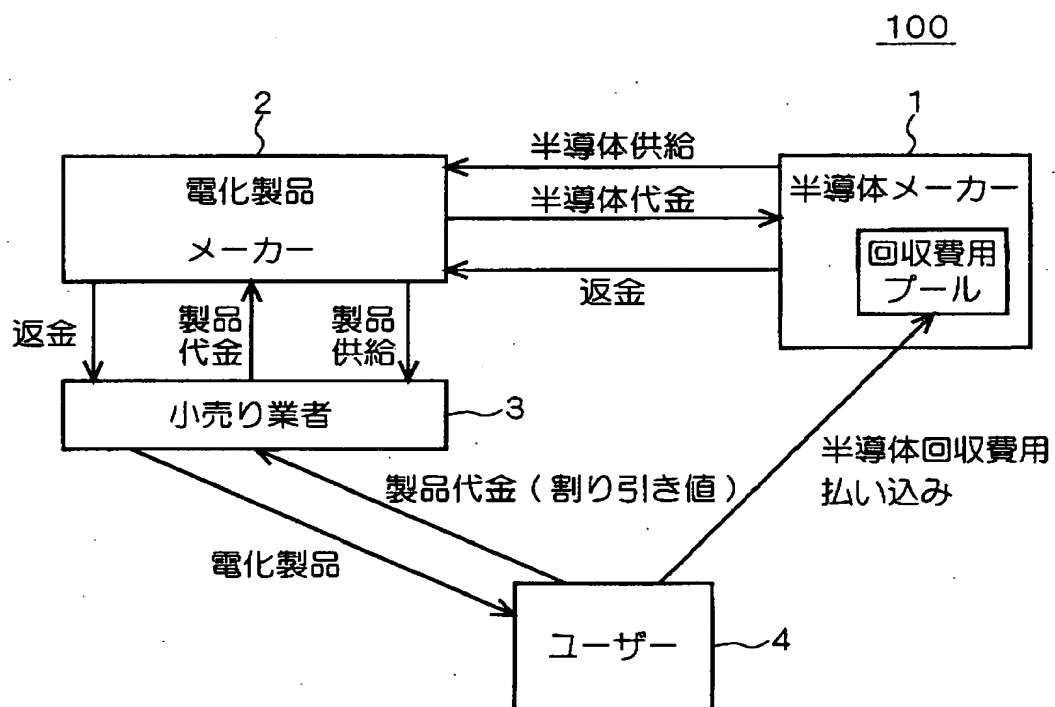 100
2
1
電化製品
メーカー
半導体供給
半導体代金
返金
半導体メーカー
回収費用
プール
返金
製品
代金
製品
供給
小売り業者
3
製品代金(割り引き値)
半導体回収費用
払い込み
電化製品
ユーザー
4